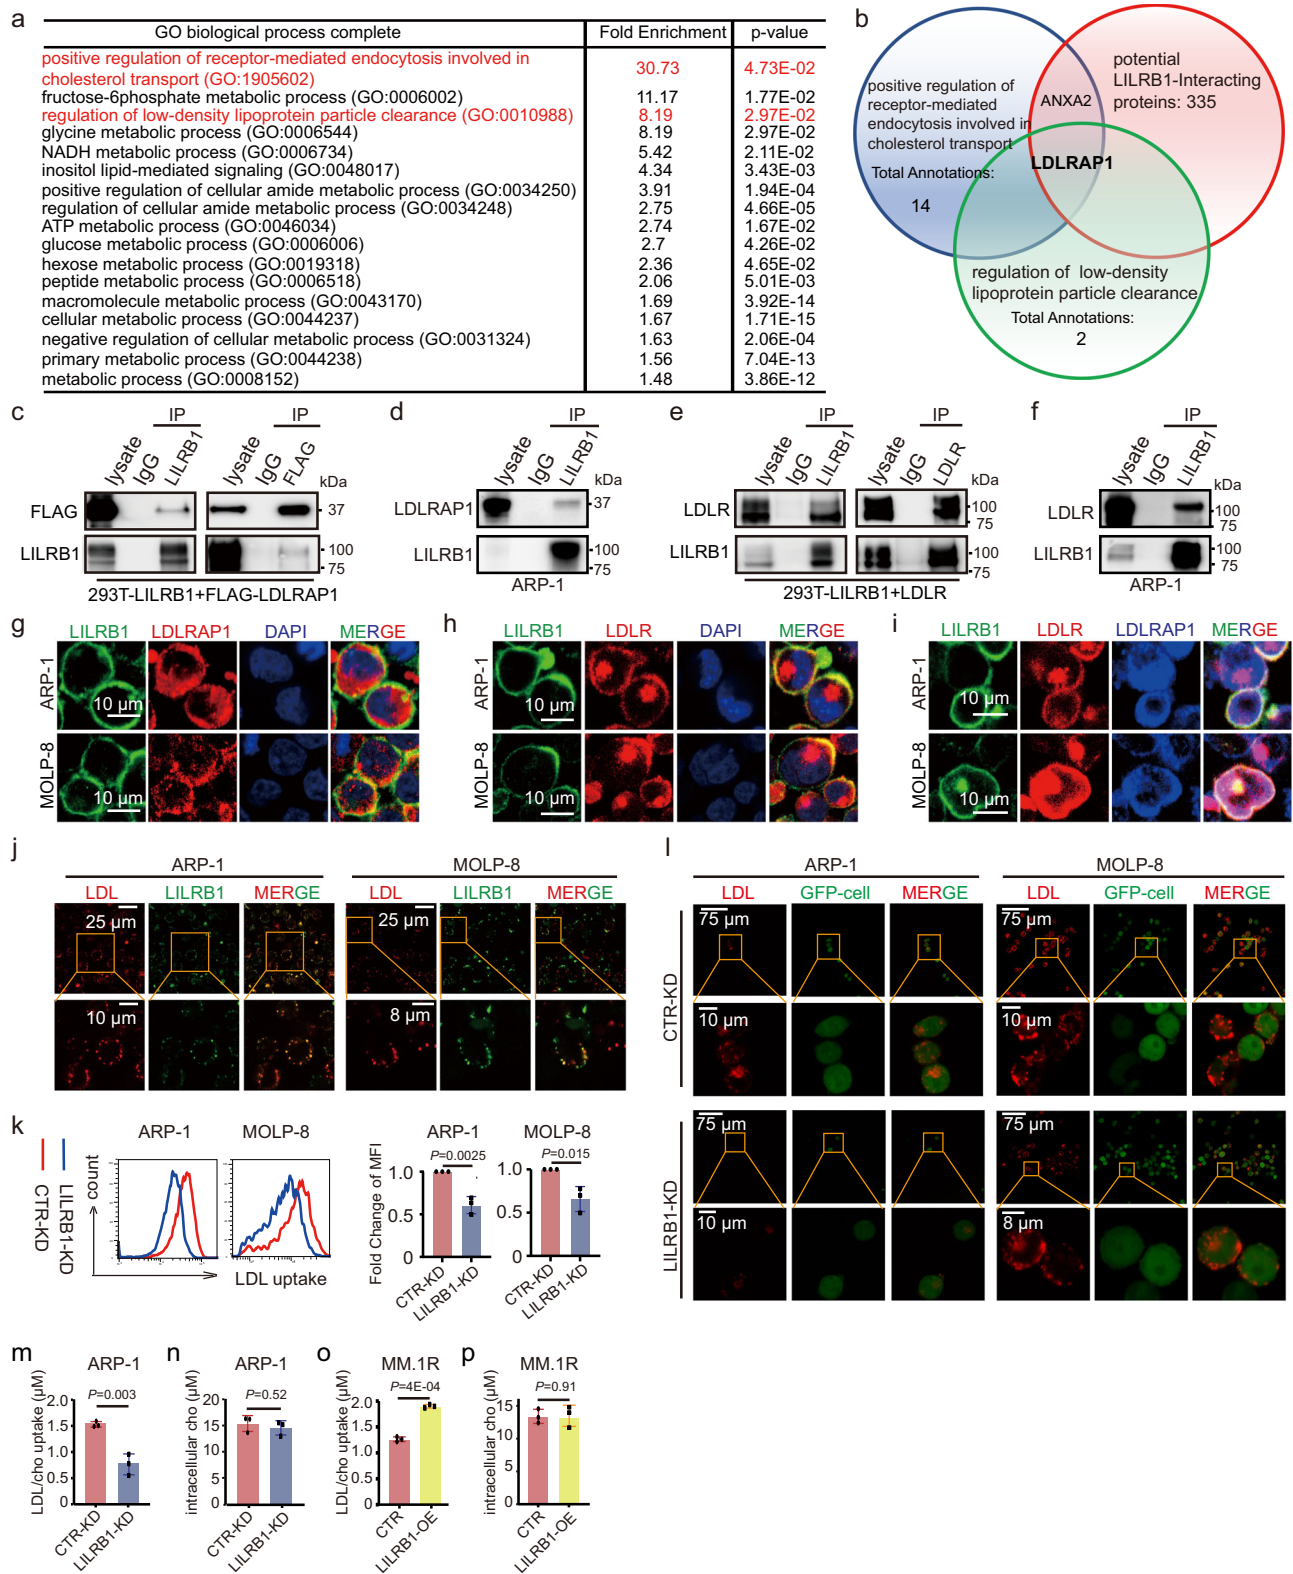 a
GO biological process complete Fold Enrichment p-value
positive regulation of receptor-mediated endocytosis involved in
cholesterol transport (GO:1905602) 30.73 4.73E-02
fructose-6phosphate metabolic process (GO:0006002) 11.17 1.77E-02
regulation of low-density lipoprotein particle clearance (GO:0010988) 8.19 2.97E-02
glycine metabolic process (GO:0006544) 8.19 2.97E-02
NADH metabolic process (GO:0006734) 5.42 2.11E-02
inositol lipid-mediated signaling (GO:0048017) 4.34 3.43E-03
positive regulation of cellular amide metabolic process (GO:0034250) 3.91 1.94E-04
regulation of cellular amide metabolic process (GO:0034248) 2.75 4.66E-05
ATP metabolic process (GO:0046034) 2.74 1.67E-02
glucose metabolic process (GO:0006006) 2.7 4.26E-02
hexose metabolic process (GO:0019318) 2.36 4.65E-02
peptide metabolic process (GO:0006518) 2.06 5.01E-03
macromolecule metabolic process (GO:0043170) 1.69 3.92E-14
cellular metabolic process (GO:0044237) 1.67 1.71E-15
negative regulation of cellular metabolic process (GO:0031324) 1.63 2.06E-04
primary metabolic process (GO:0044238) 1.56 7.04E-13
metabolic process (GO:0008152) 1.48 3.86E-12
b
positive regulation of
receptor-mediated
endocytosis involved in
cholesterol transport
Total Annotations:
14
ANXA2
LDLRAP1
potential
LILRB1-Interacting
proteins: 335
regulation of low-density
lipoprotein particle clearance
Total Annotations:
2
c
IP IP
lysate IgG LILRB1 lysate IgG FLAG
kDa
FLAG 37
LILRB1 100
75
293T-LILRB1+FLAG-LDLRAP1
d
IP
lysate IgG LILRB1
kDa
LDLRAP1 37
LILRB1 100
75
ARP-1
e
IP IP
lysate IgG LILRB1 lysate IgG LDLR
kDa
LDLR 100
75
LILRB1 100
75
293T-LILRB1+LDLR
f
IP
lysate IgG LILRB1
kDa
LDLR 100
75
LILRB1 100
75
ARP-1
g
LILRB1 LDLRAP1 DAPI MERGE
ARP-1
10 µm
MOLP-8
10 µm
h
LILRB1 LDLR DAPI MERGE
ARP-1
10 µm
MOLP-8
10 µm
i
LILRB1 LDLR LDLRAP1 MERGE
ARP-1
10 µm
MOLP-8
10 µm
j
ARP-1 MOLP-8
LDL LILRB1 MERGE LDL LILRB1 MERGE
25 µm 25 µm
10 µm 8 µm
k
LILRB1-KD
CTR-KD
ARP-1 MOLP-8
count
LDL uptake
ARP-1 MOLP-8
P=0.0025 P=0.015
Fold Change of MFI
1.0 1.0
0.5 0.5
0 0
CTR-KD LILRB1-KD CTR-KD LILRB1-KD
l
ARP-1 MOLP-8
LDL GFP-cell MERGE LDL GFP-cell MERGE
CTR-KD
75 µm 75 µm
10 µm 10 µm
LILRB1-KD
75 µm 75 µm
10 µm 8 µm
m
ARP-1
P=0.003
LDL/cho uptake (µM)
2.0
1.5
1.0
0.5
0
CTR-KD LILRB1-KD
n
ARP-1
P=0.52
intracellular cho (µM)
20
15
10
5
0
CTR-KD LILRB1-KD
o
MM.1R
P=4E-04
LDL/cho uptake (µM)
2.0
1.5
1.0
0.5
0
CTR LILRB1-OE
p
MM.1R
P=0.91
intracellular cho (µM)
15
10
5
0
CTR LILRB1-OE